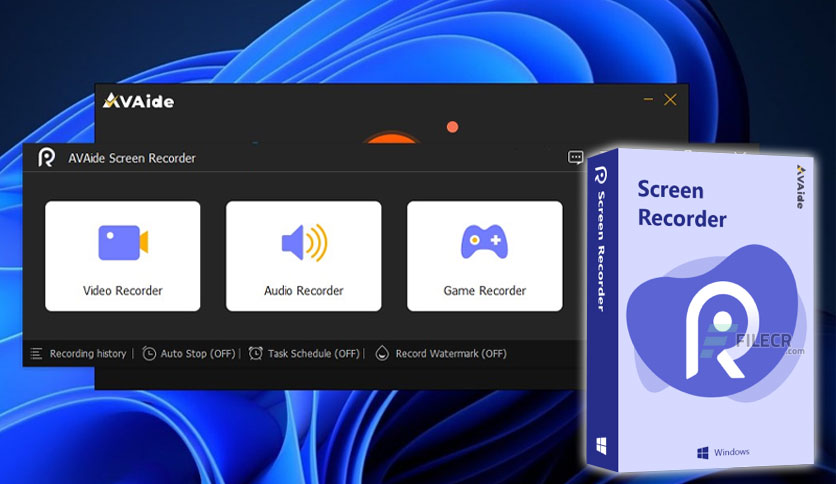 AVAide
AVAide Screen Recorder
Video Recorder
Audio Recorder
Game Recorder
Recording history
Auto Stop (OFF)
Task Schedule (OFF)
Record Watermark (OFF)
Screen Recorder
AVAide
Screen
Recorder
FILECR
.com
Windows